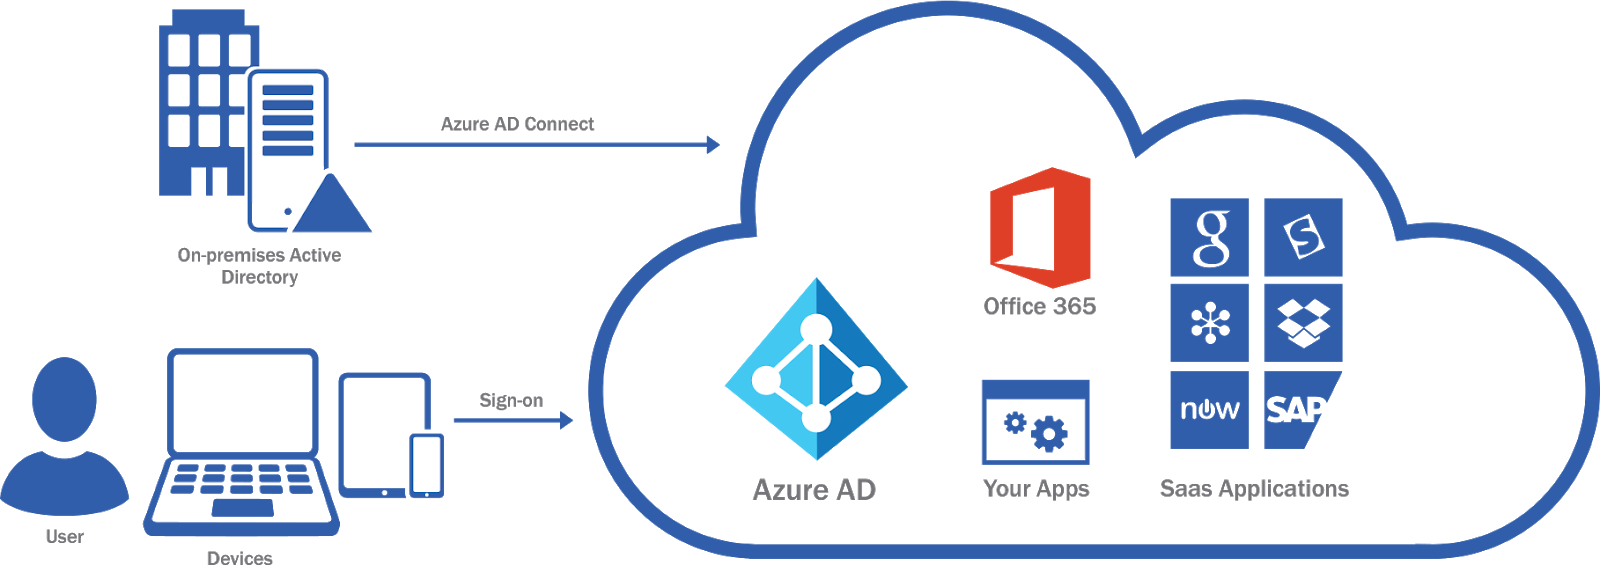 Azure AD Connect
On-premises Active
Directory
Sign-on
User
Devices
Azure AD
Office 365
Your Apps
g
S
now
SAP
Saas Applications